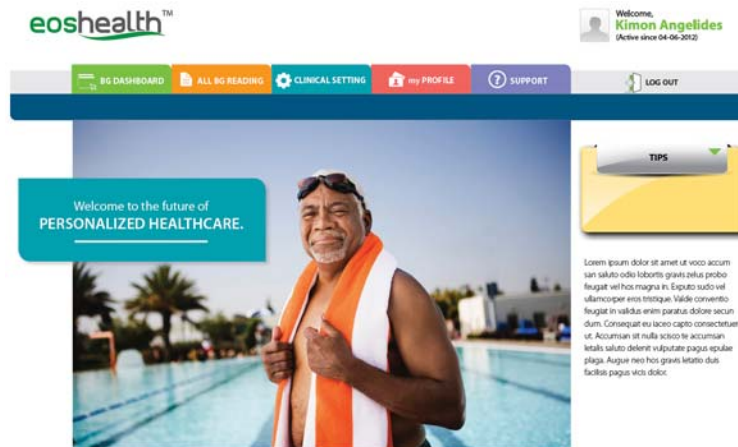 eoshealth™
Welcome,
Kimon Angelides
(Active since 04-06-2012)
BG DASHBOARD
ALL BG READING
CLINICAL SETTING
my PROFILE
? SUPPORT
LOG OUT
Welcome to the future of
PERSONALIZED HEALTHCARE.
TIPS
Lorem ipsum dolor sit amet ut voco accum
san saluto odio lobortis gravis zelus probo
feugait vel hos magna in. Exputo sudo vel
ullamcorper eros tristique. Valde conventio
feugiat in validus enim paratus dolore secun
dum. Consequat eu iaceo capto consectetuer
ut. Accumsan sit nulla scisco te accumsan
letalis saluto delenit vulputate pagus epulae
plaga. Augue neo hos gravis letatio duis
facilisis pagus vicis dolor.